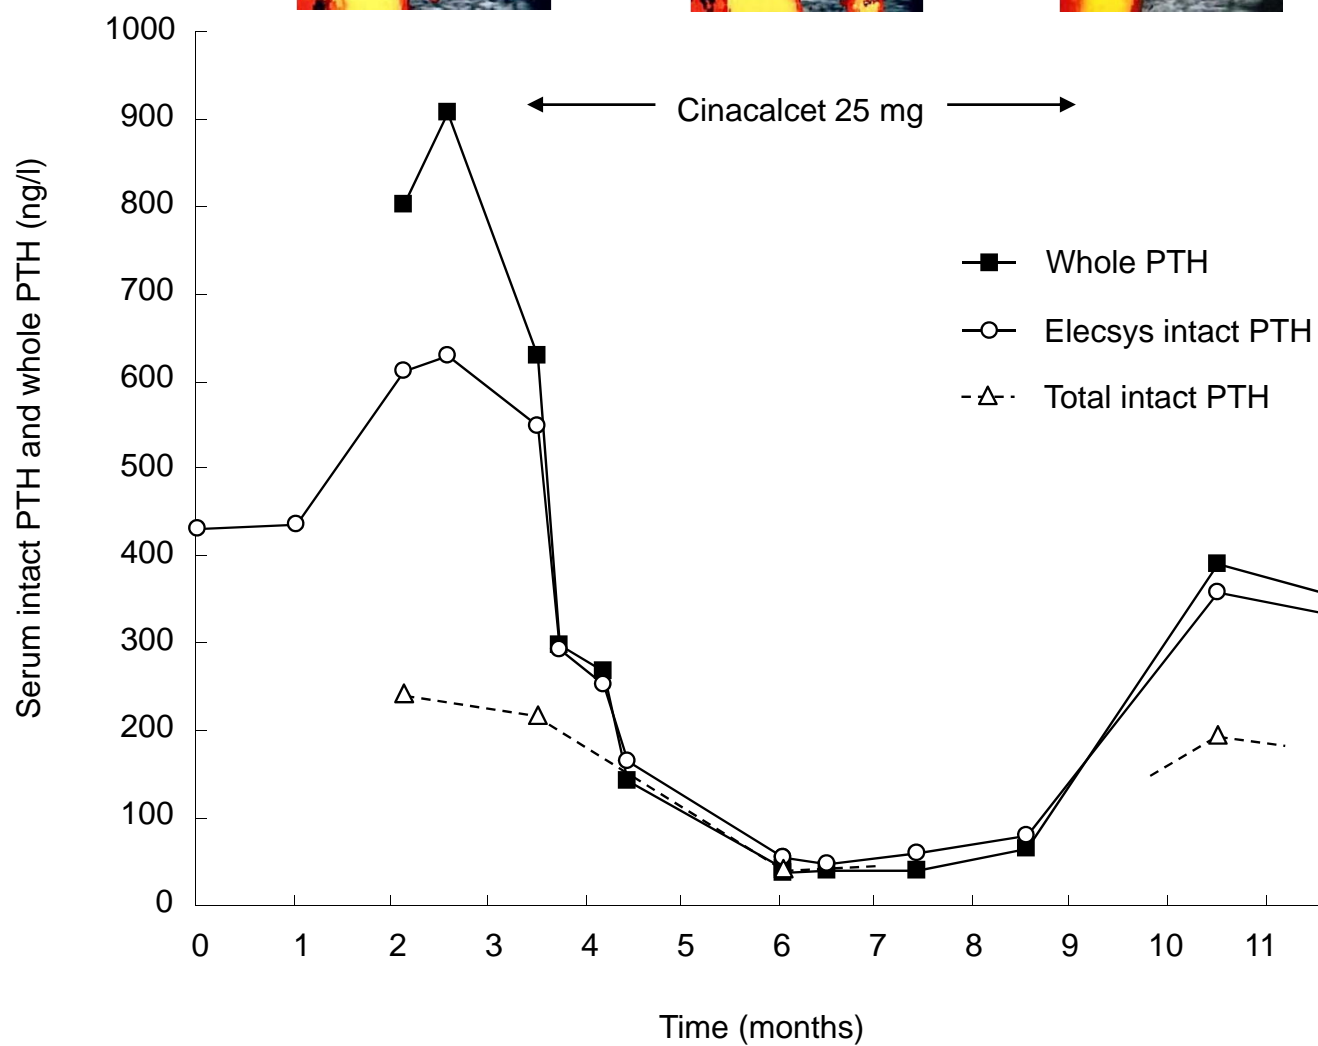 1000
900
800
700
600
500
400
300
200
100
0
Serum intact PTH and whole PTH (ng/l)
Cinacalcet 25 mg
Whole PTH
Elecsys intact PTH
Total intact PTH
0 1 2 3 4 5 6 7 8 9 10 11
Time (months)